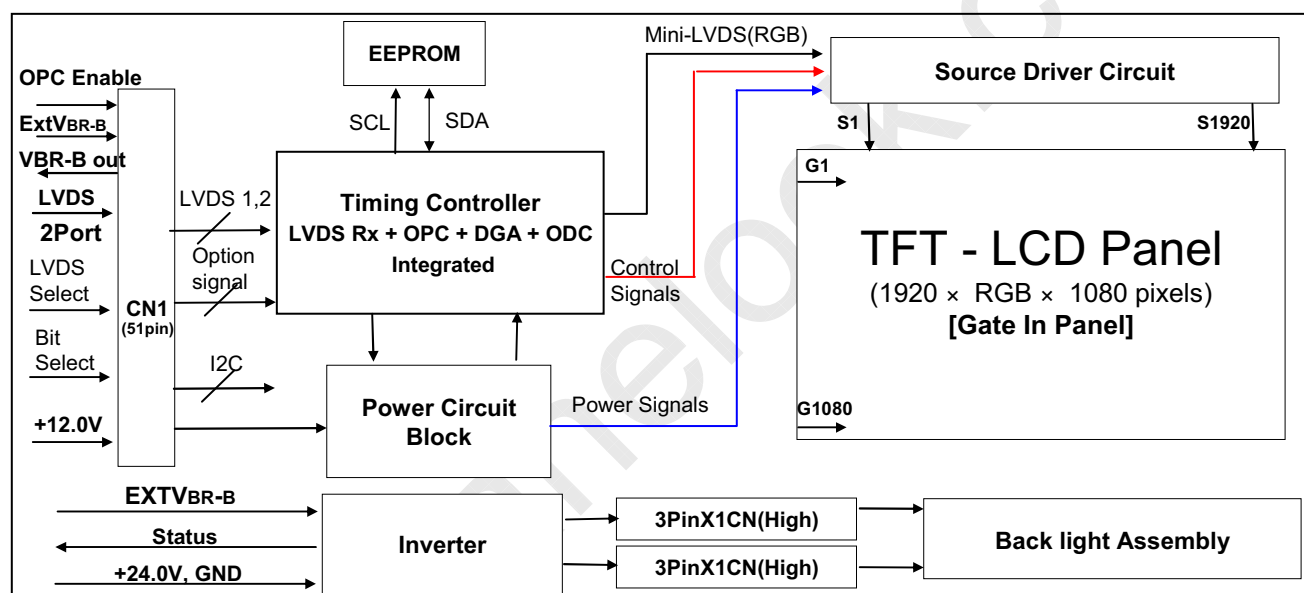 EEPROM
Mini-LVDS(RGB)
Source Driver Circuit
OPC Enable
ExtVBR-B
SCL
SDA
S1
S1920
VBR-B out
G1
LVDS
2Port
LVDS 1,2
Timing Controller
LVDS Rx + OPC + DGA + ODC
Integrated
TFT - LCD Panel
(1920 × RGB × 1080 pixels)
[Gate In Panel]
LVDS
Select
Option
signal
Control
Signals
CN1
(51pin)
Bit
Select
I2C
+12.0V
Power Circuit
Block
Power Signals
G1080
EXTVBR-B
Status
+24.0V, GND
Inverter
3PinX1CN(High)
3PinX1CN(High)
Back light Assembly